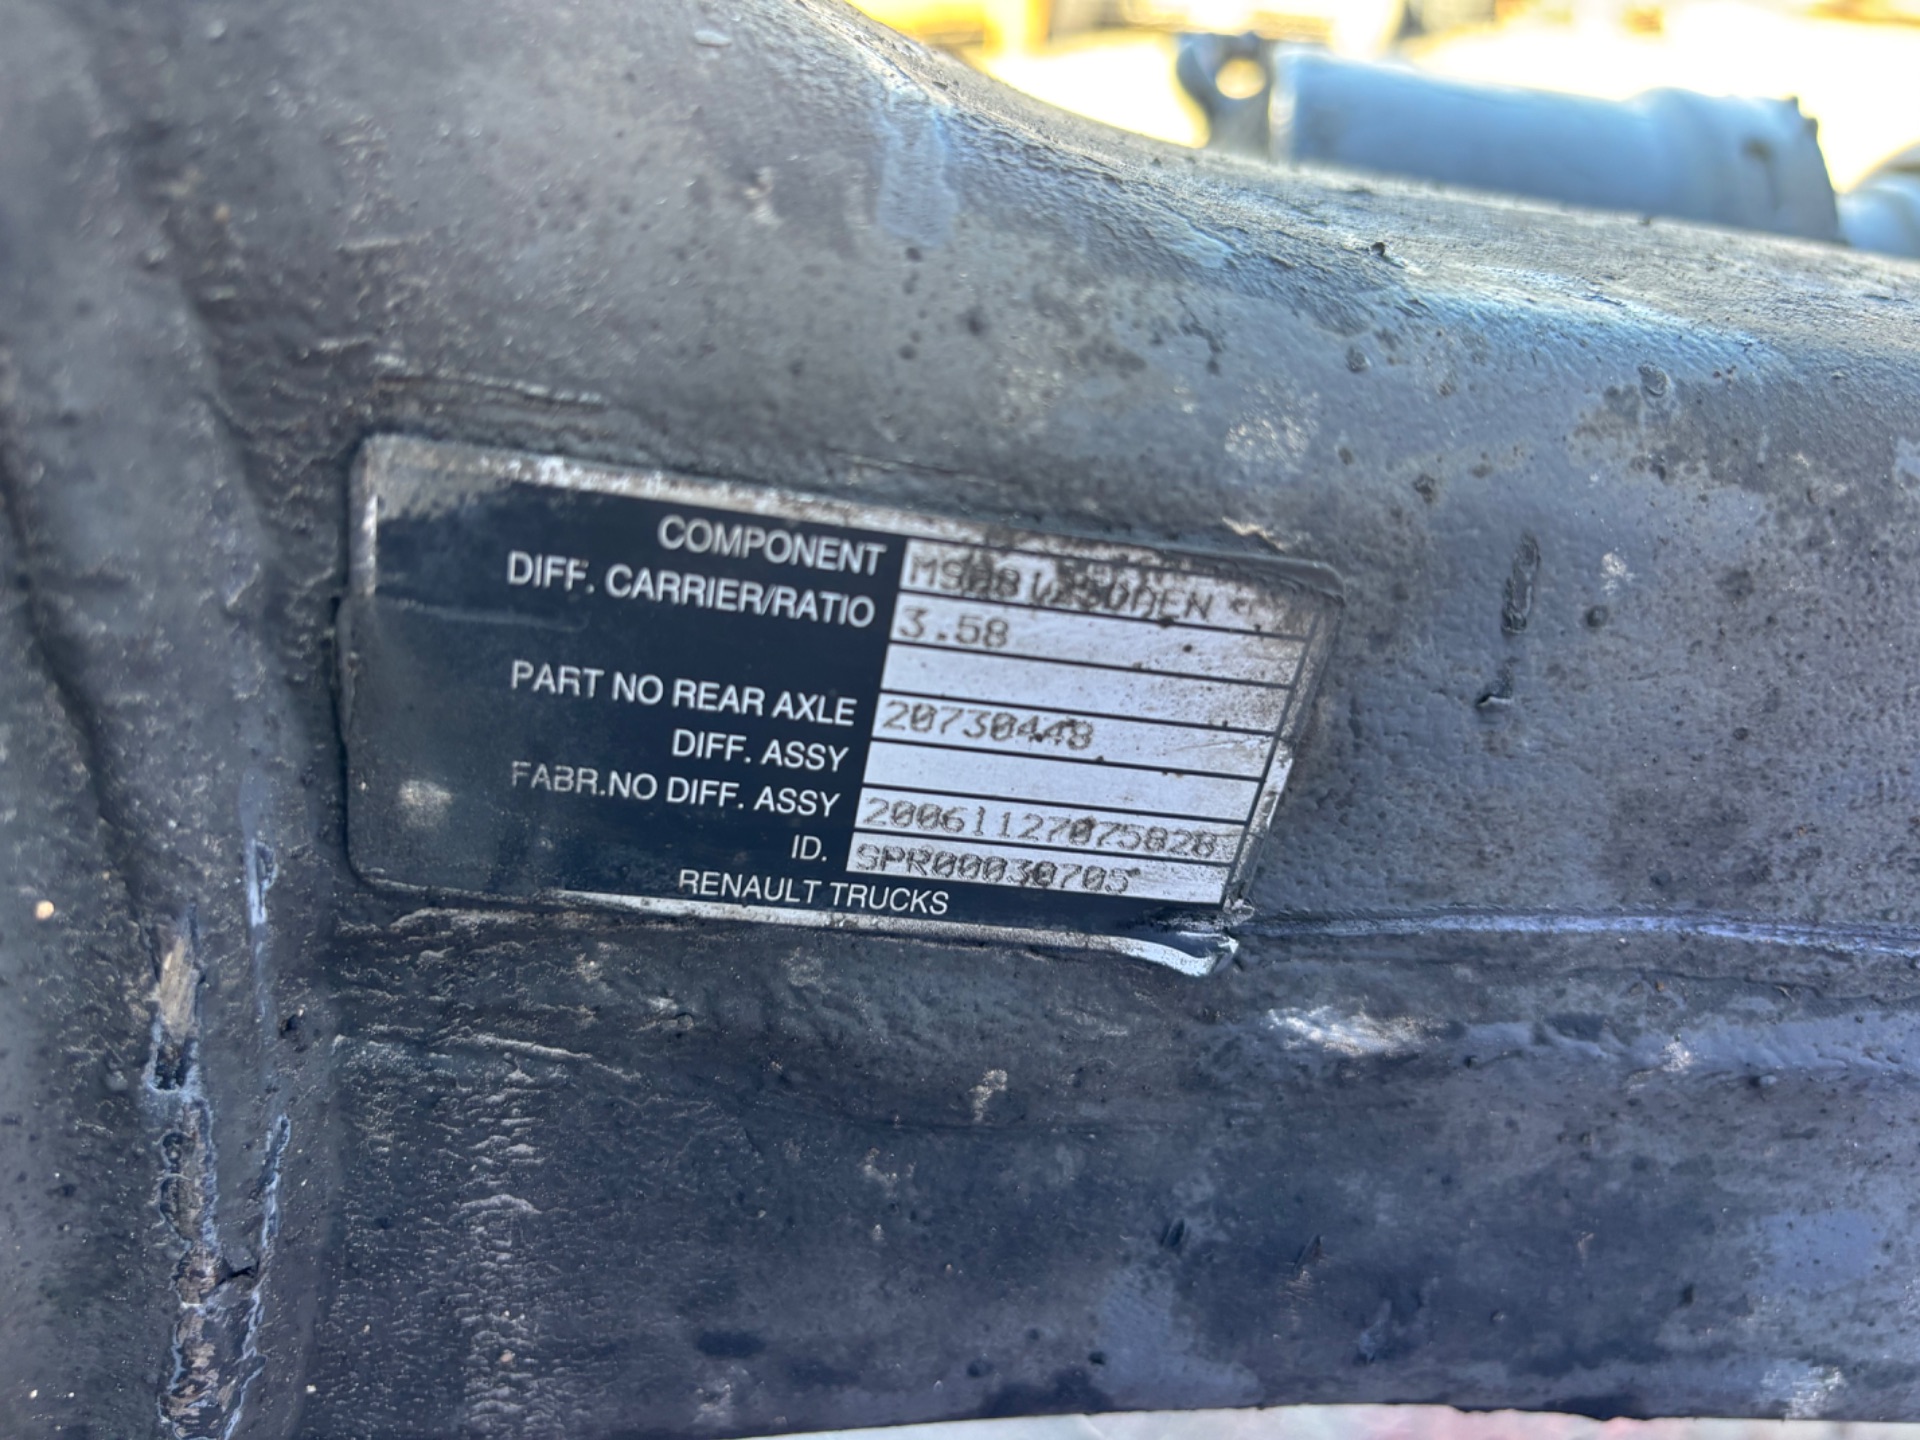 COMPONENT
DIFF. CARRIER/RATIO 3.58
PART NO REAR AXLE 20730448
DIFF. ASSY
FABR.NO DIFF. ASSY 20061127075828
ID. SPR00030705
RENAULT TRUCKS